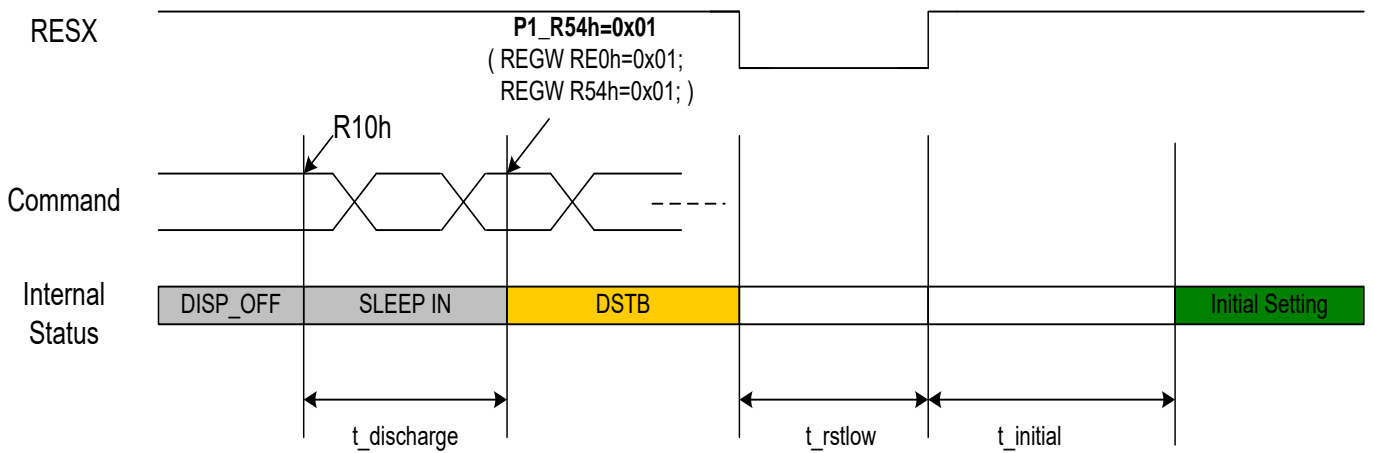 RESX
P1_R54h=0x01
( REGW RE0h=0x01;
REGW R54h=0x01; )
R10h
Command
Internal
Status
DISP_OFF
SLEEP IN
DSTB
Initial Setting
t_discharge
t_rstlow
t_initial